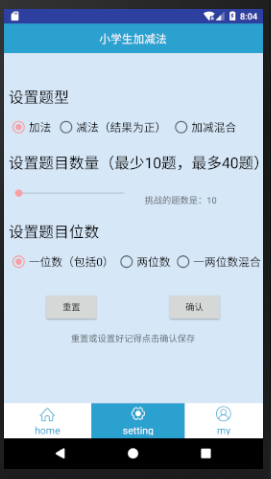 8:04
小学生加减法
设置题型
加法 减法（结果为正） 加减混合
设置题目数量（最少10题，最多40题）
挑战的题数是：10
设置题目位数
一位数（包括0） 两位数 一两位数混合
重置 确认
重置或设置好记得点击确认保存
home setting my